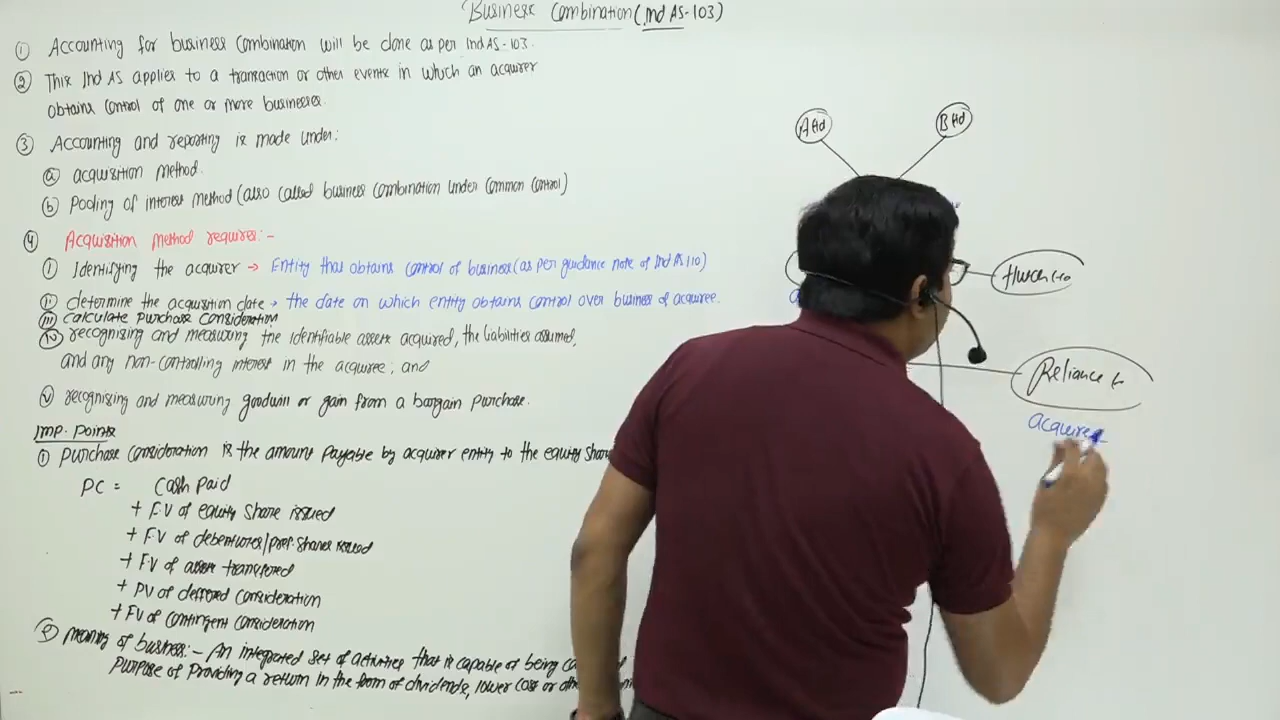 Business Combination (Ind AS-103)
① Accounting for business Combination will be done as per Ind AS-103.
② This Ind AS applies to a transaction or other events in which an acquirer
obtains control of one or more businesses.
③ Accounting and reporting is made under:
ⓐ acquisition method.
ⓑ Pooling of interest method (also called business combination under common control)
④ Acquisition method requires:-
ⓘ Identifying the acquirer → Entity that obtains control of business (as per guidance note of Ind AS 110)
ⓘⓘ determine the acquisition date → the date on which entity obtains control over business of acquiree.
iii calculate purchase consideration
iv recognising and measuring the identifiable assets acquired, the liabilities assumed,
and any non-controlling interest in the acquiree; and
v recognising and measuring goodwill or gain from a bargain purchase.
Imp. Points
① Purchase consideration is the amount payable by acquirer entity to the equity
PC = Cash Paid
+ F.V of equity share issued
+ F.V of debentures/pref. shares issued
+ F.V of assets transfered
+ PV of deffered consideration
+ FV of contingent consideration
② meaning of business:- An integrated set of activities that is capable of being
Purpose of Providing a return in the form of dividends, lower cost or
A ltd
B ltd
Reliance